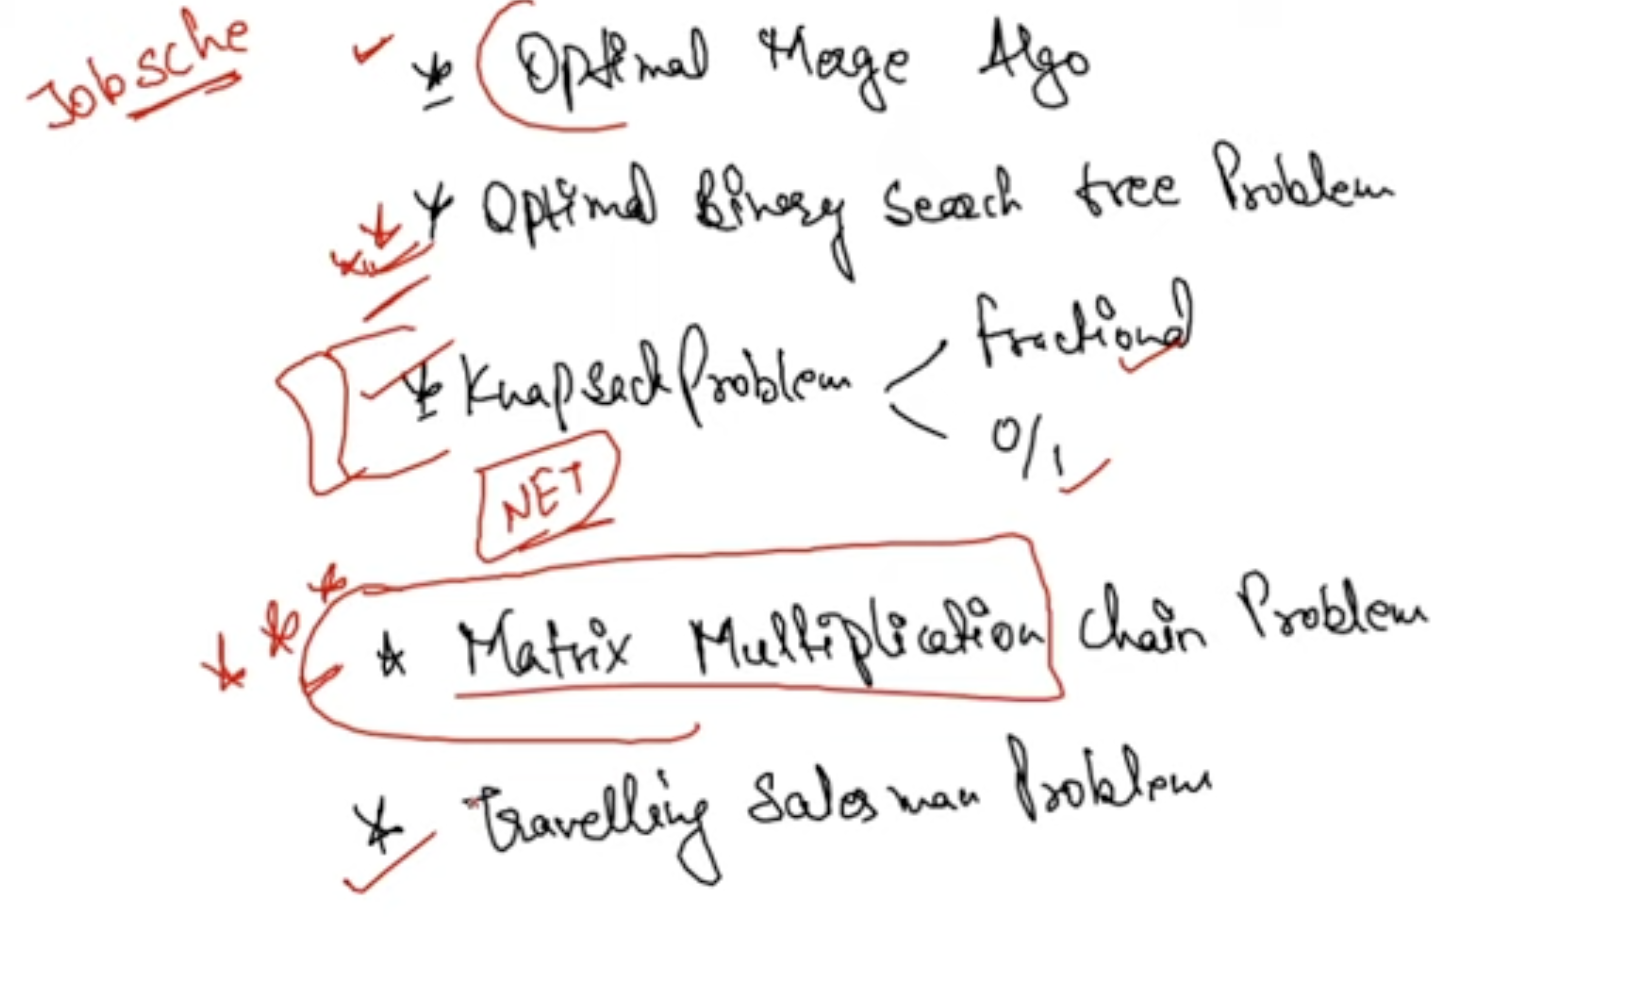 Jobsche
* Optimal Merge Algo
* Optimal Binary Search tree Problem
* Knapsack Problem < fractional
0/1
NET
* Matrix Multiplication Chain Problem
* Travelling Salesman Problem